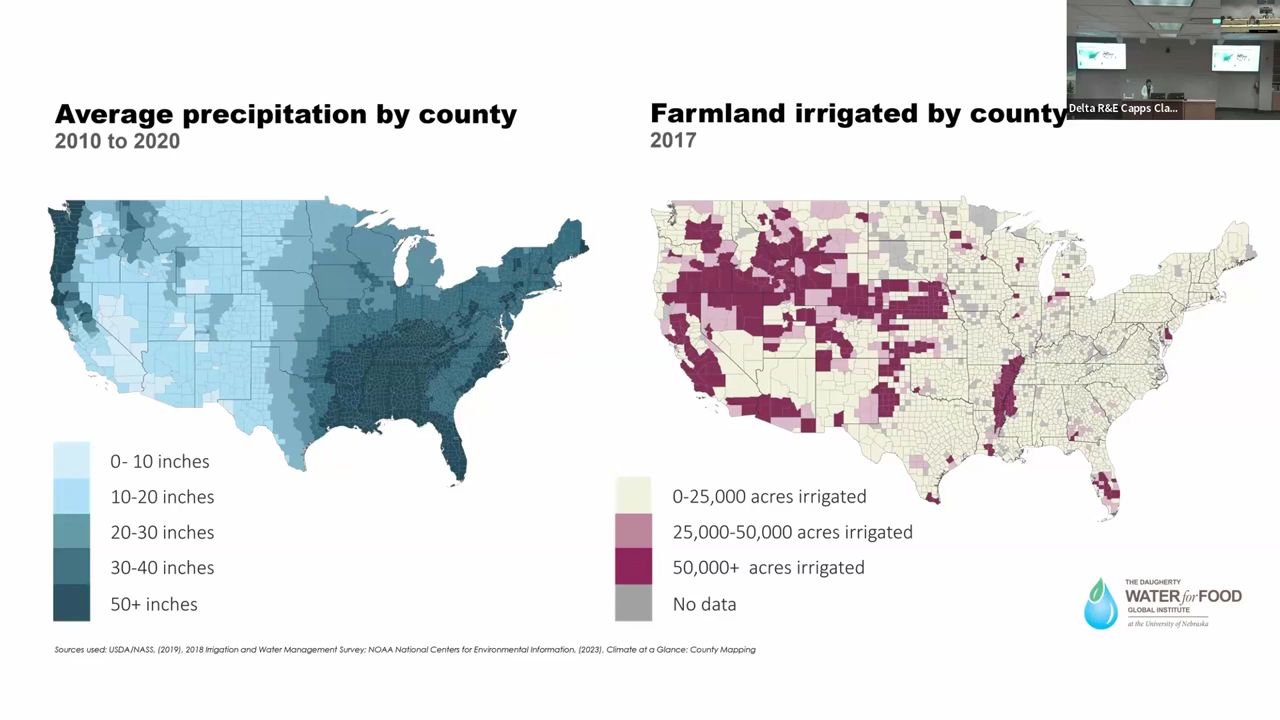 Delta R&E Capps Cla...
Average precipitation by county
2010 to 2020
Farmland irrigated by county
2017
0- 10 inches
10-20 inches
20-30 inches
30-40 inches
50+ inches
0-25,000 acres irrigated
25,000-50,000 acres irrigated
50,000+ acres irrigated
No data
THE DAUGHERTY
WATER for FOOD
GLOBAL INSTITUTE
at the University of Nebraska
Sources used: USDA/NASS, (2019), 2018 Irrigation and Water Management Survey; NOAA National Centers for Environmental Information, (2023), Climate at a Glance: County Mapping